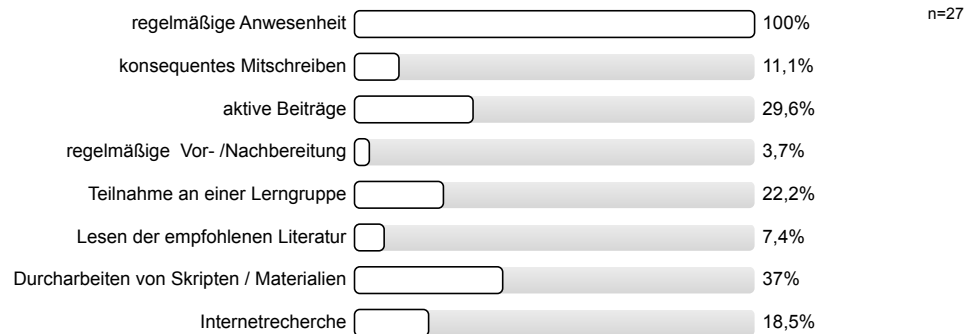 regelmäßige Anwesenheit 100% n=27
konsequentes Mitschreiben 11,1%
aktive Beiträge 29,6%
regelmäßige Vor- /Nachbereitung 3,7%
Teilnahme an einer Lerngruppe 22,2%
Lesen der empfohlenen Literatur 7,4%
Durcharbeiten von Skripten / Materialien 37%
Internetrecherche 18,5%